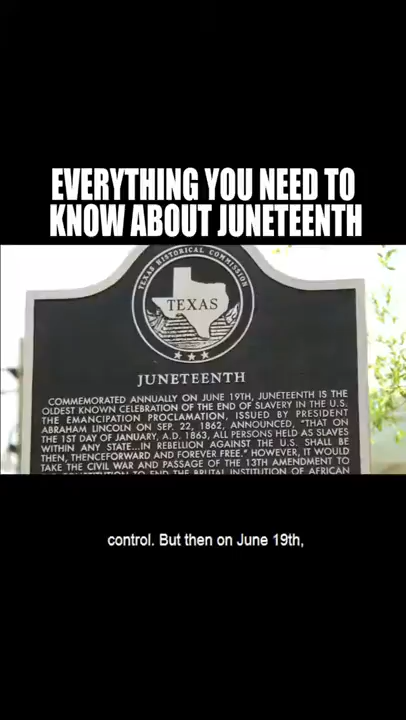 EVERYTHING YOU NEED TO
KNOW ABOUT JUNETEENTH
TEXAS HISTORICAL COMMISSION
TEXAS
JUNETEENTH
COMMEMORATED ANNUALLY ON JUNE 19TH, JUNETEENTH IS THE
OLDEST KNOWN CELEBRATION OF THE END OF SLAVERY IN THE U.S.
THE EMANCIPATION PROCLAMATION, ISSUED BY PRESIDENT
ABRAHAM LINCOLN ON SEP. 22, 1862, ANNOUNCED, "THAT ON
THE 1ST DAY OF JANUARY, A.D. 1863, ALL PERSONS HELD AS SLAVES
WITHIN ANY STATE...IN REBELLION AGAINST THE U.S. SHALL BE
THEN, THENCEFORWARD AND FOREVER FREE." HOWEVER, IT WOULD
TAKE THE CIVIL WAR AND PASSAGE OF THE 13TH AMENDMENT TO
CONSTITUTION TO END THE BRUTAL INSTITUTION OF AFRICAN
control. But then on June 19th,